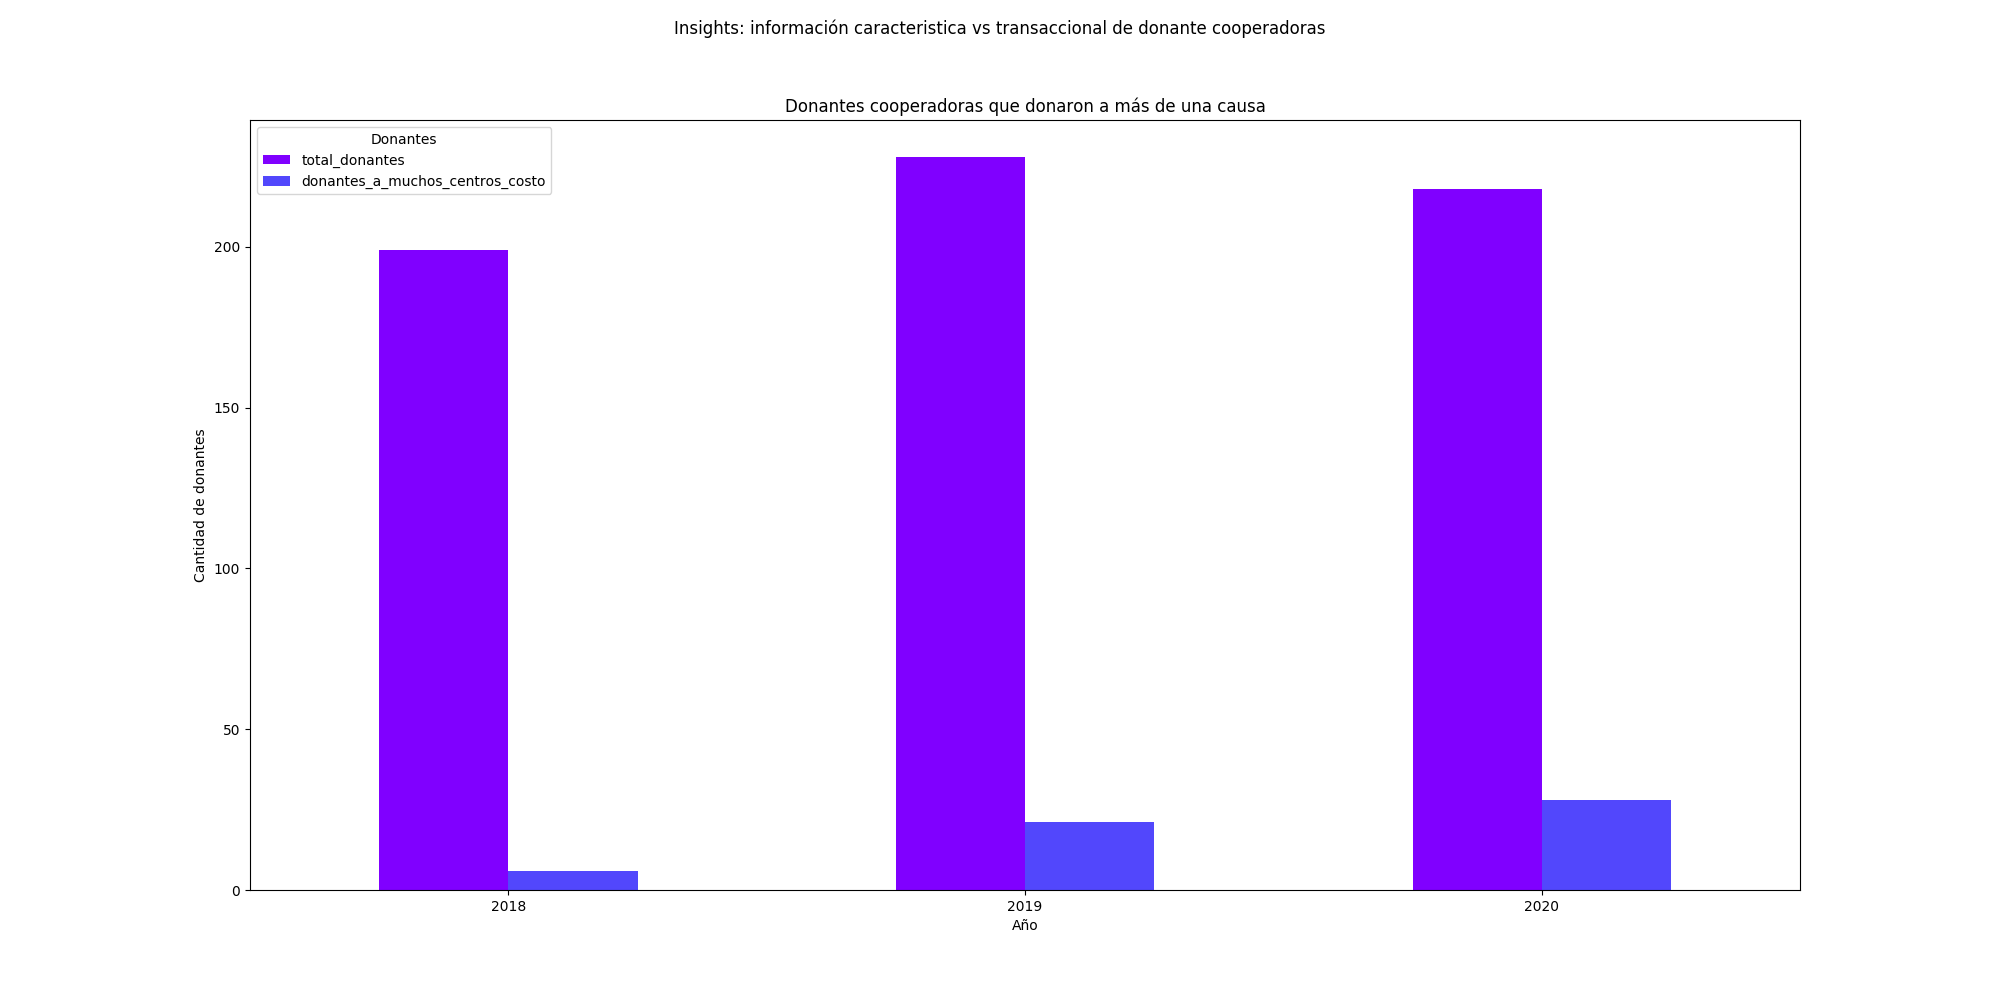 Insights: información caracteristica vs transaccional de donante cooperadoras
Donantes cooperadoras que donaron a más de una causa
Donantes
total_donantes
donantes_a_muchos_centros_costo
200
150
100
50
0
Cantidad de donantes
2018
2019
2020
Año